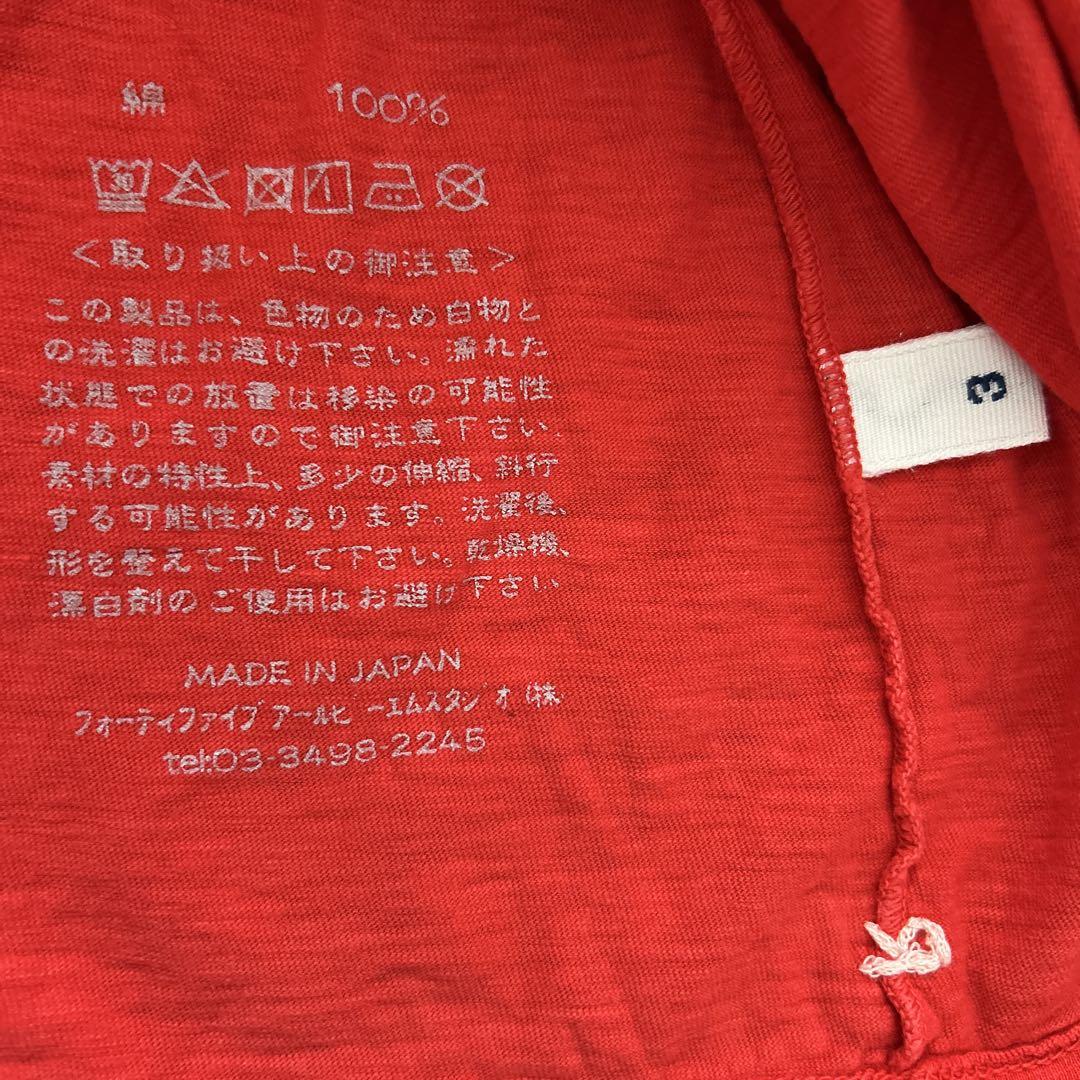 綿 100%
<取り扱い上の御注意>
この製品は、色物のため白物と
の洗濯はお避け下さい。濡れた
状態での放置は移染の可能性
がありますので御注意下さい.
素材の特性上、多少の伸縮、斜行
する可能性があります。洗濯後、
形を整えて干して下さい。乾燥機、
漂白剤のご使用はお避け下さい
MADE IN JAPAN
フォーティファイブアールピーエムスタジオ(株)
tel:03-3498-2245
3